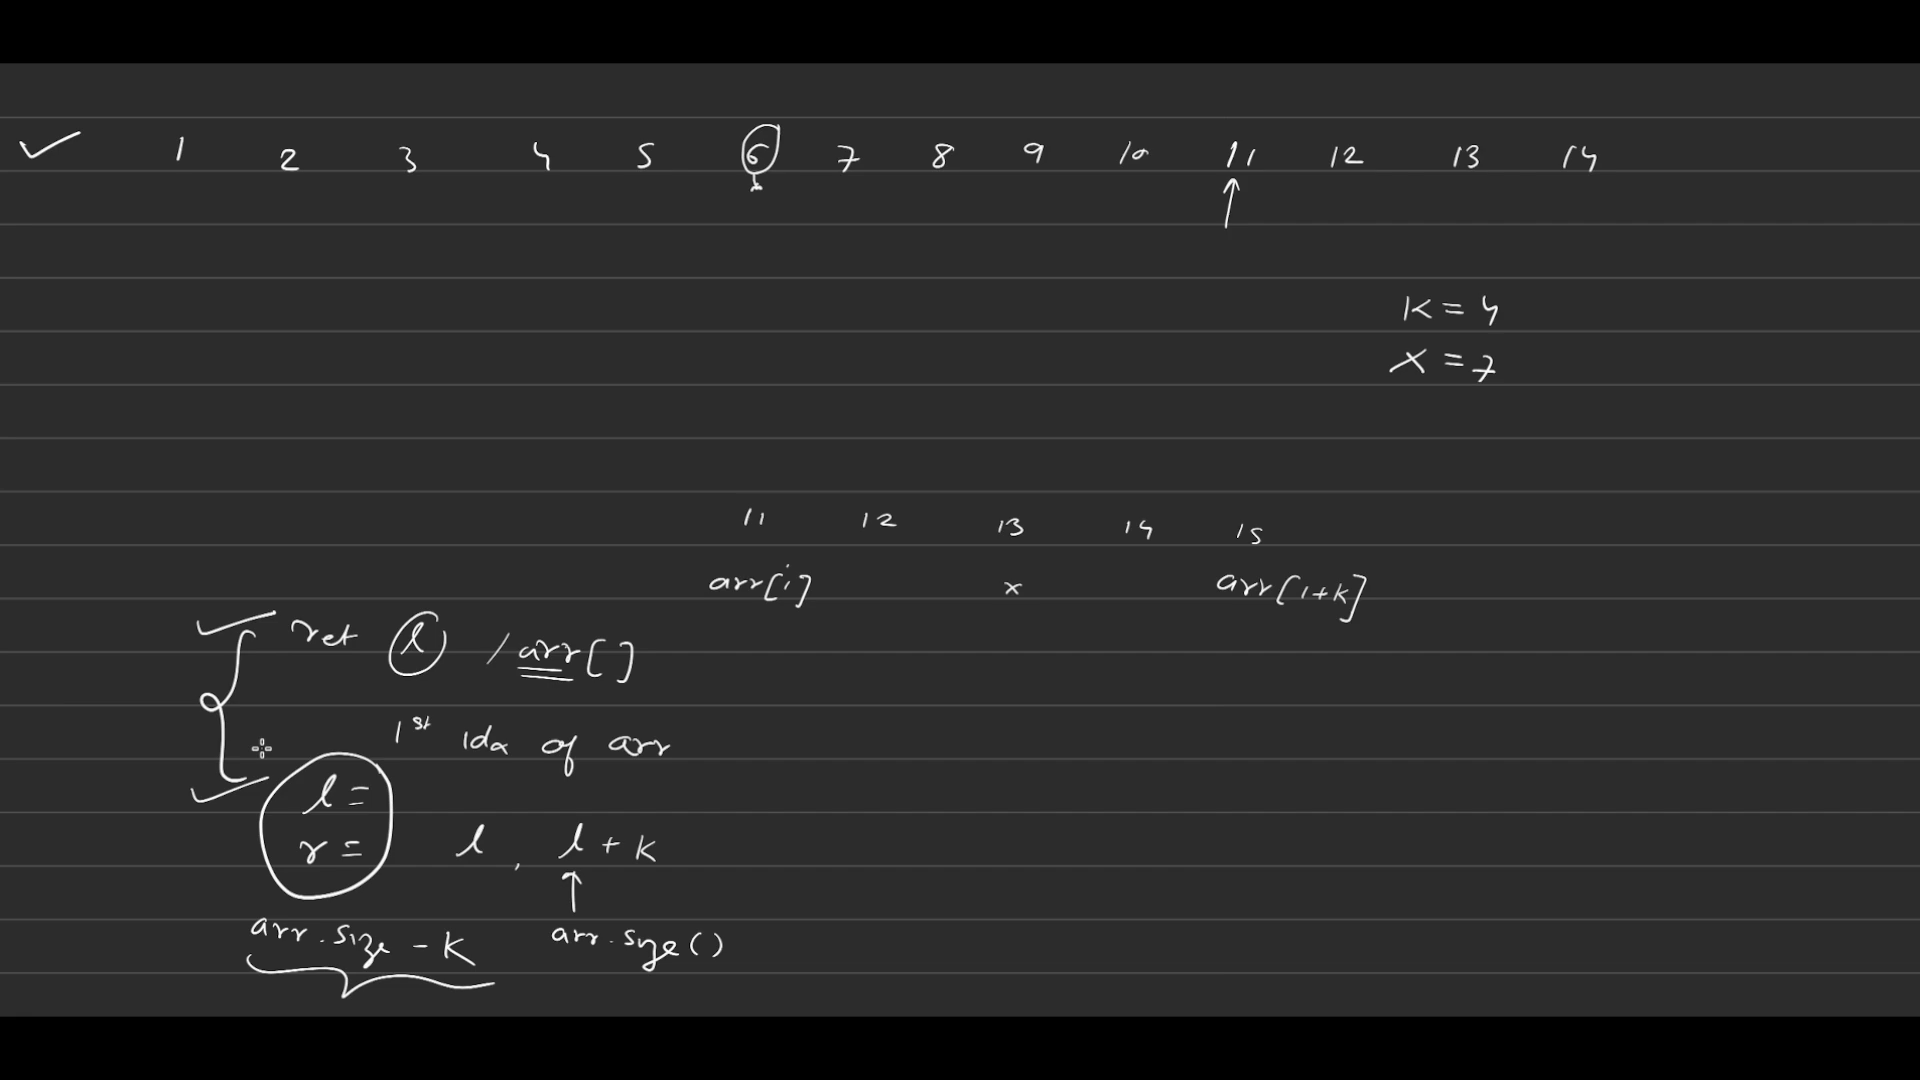 1 2 3 4 5 6 7 8 9 10 11 12 13 14
K = 4
X = 7
11 12 13 14 15
arr[i] x arr[i+k]
ret l / arr[]
1st idx of arr
l =
r = l , l + k
arr.size - K arr.size()